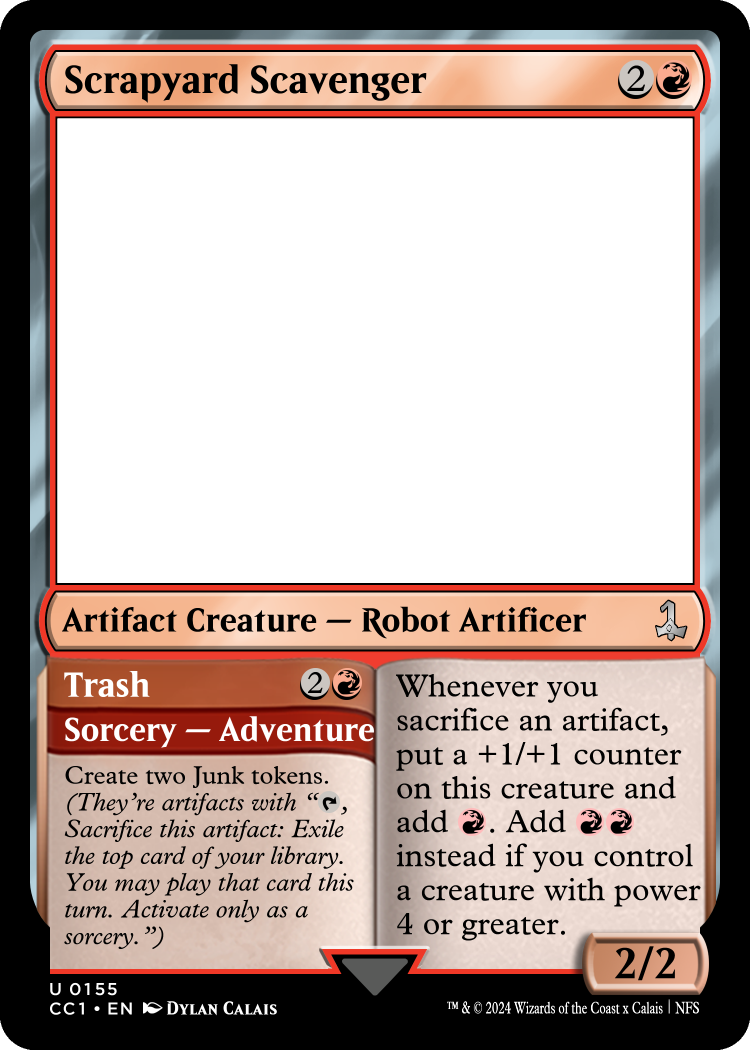 Scrapyard Scavenger 2
Artifact Creature — Robot Artificer
Trash 2
Sorcery — Adventure
Create two Junk tokens.
(They’re artifacts with “ ,
Sacrifice this artifact: Exile
the top card of your library.
You may play that card this
turn. Activate only as a
sorcery.”)
Whenever you
sacrifice an artifact,
put a +1/+1 counter
on this creature and
add . Add
instead if you control
a creature with power
4 or greater.
2/2
U 0155
CC1 • EN DYLAN CALAIS
™ & © 2024 Wizards of the Coast x Calais | NFS